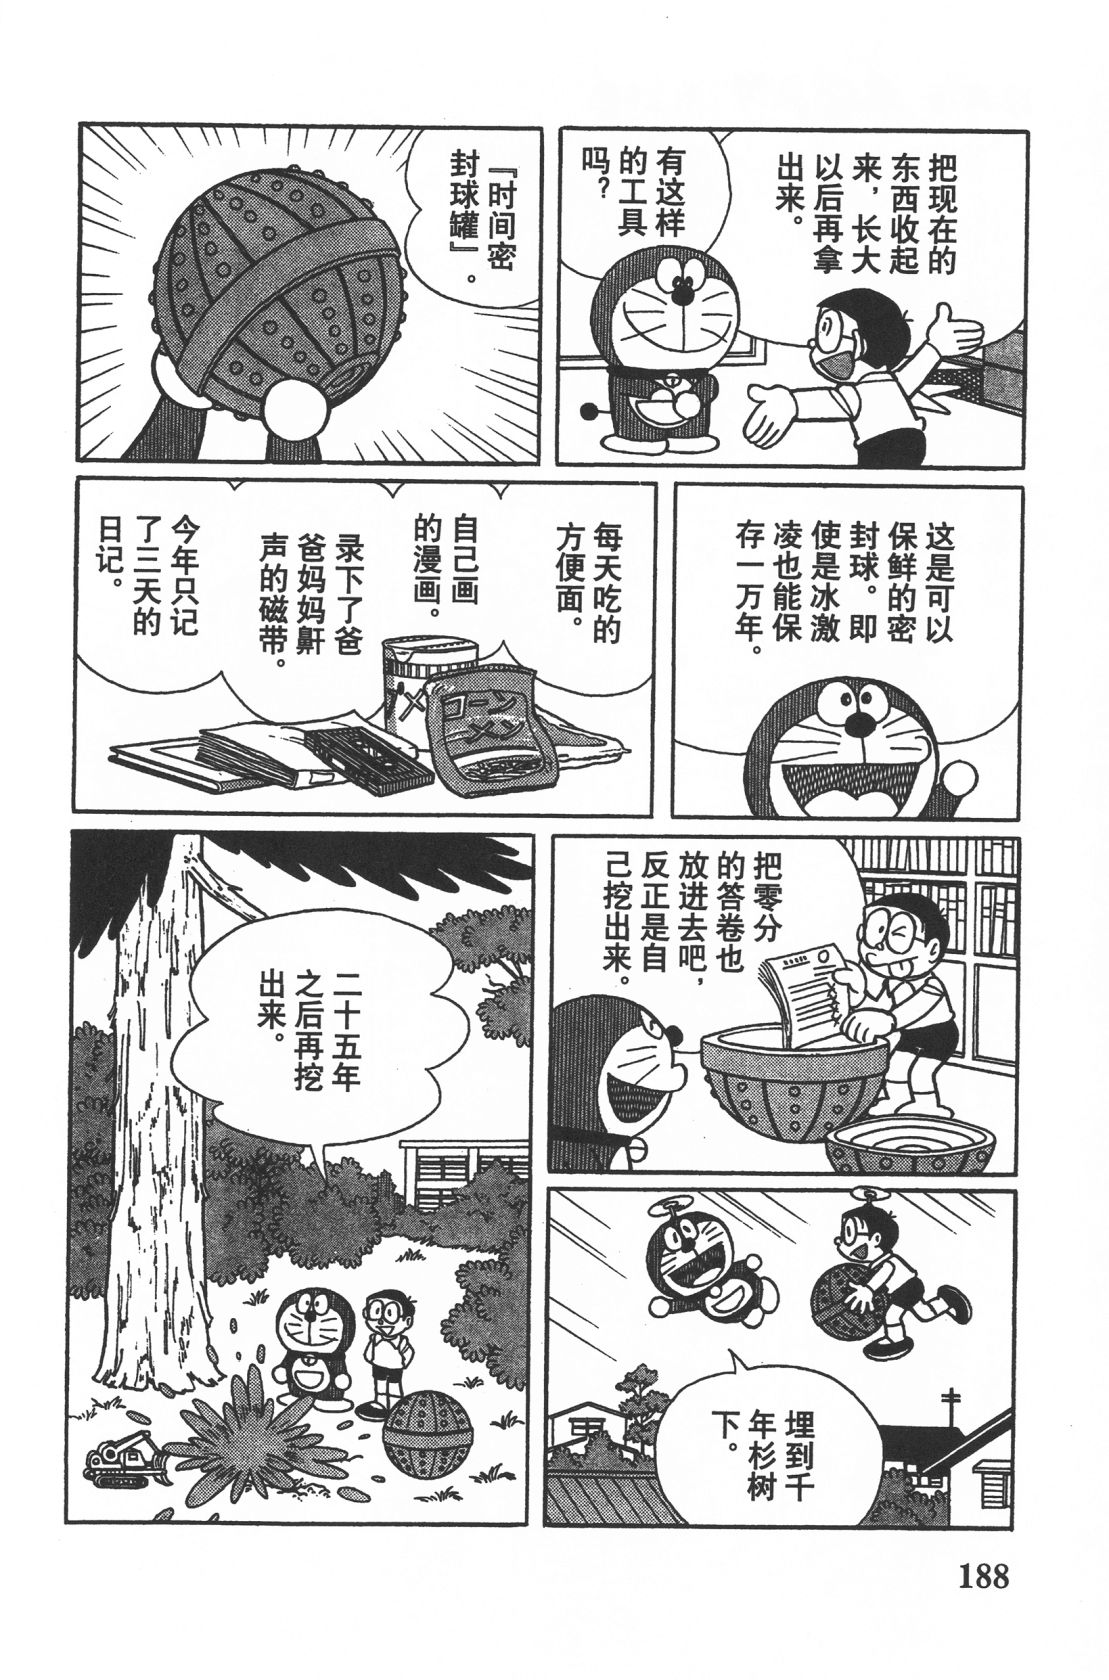 把现在的
东西收起
来，长大
以后再拿
出来。
有这样
的工具
吗？
『时间密
封球罐』。
这是可以
保鲜的密
封球。即
使是冰激
凌也能保
存一万年。
每天吃的
方便面。
自己画
的漫画。
录下了爸
爸妈妈鼾
声的磁带。
今年只记
了三天的
日记。
コーン
メン
把零分
的答卷也
放进去吧，
反正是自
己挖出来。
埋到千
年杉树
下。
二十五年
之后再挖
出来。
188